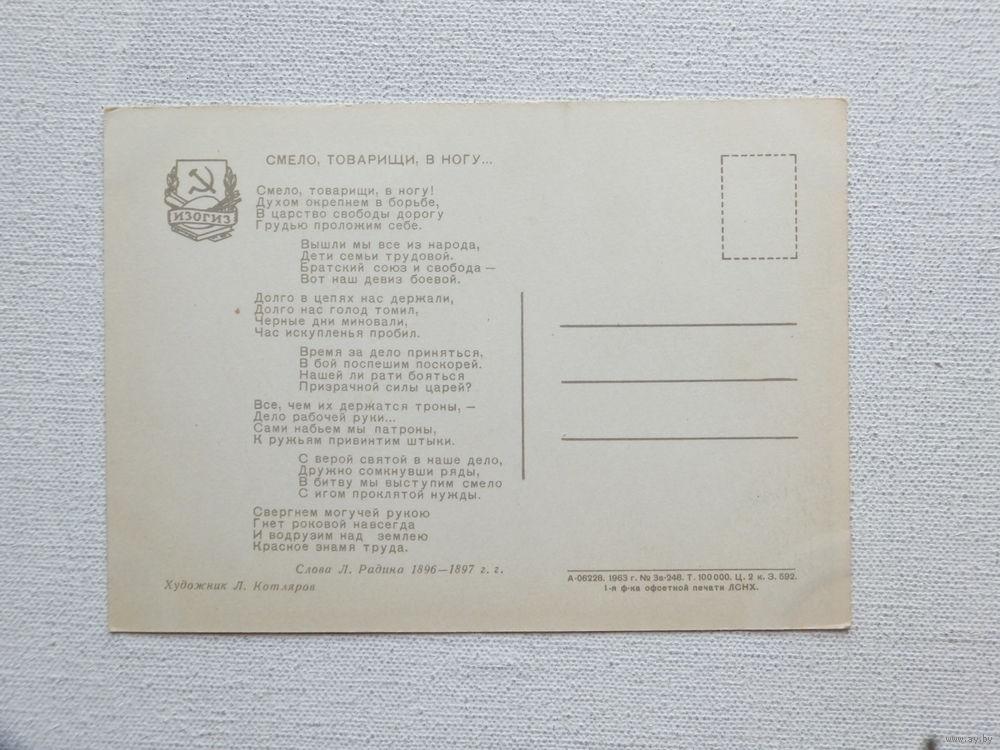 СМЕЛО, ТОВАРИЩИ, В НОГУ...
ИЗОГИЗ
Смело, товарищи, в ногу!
Духом окрепнем в борьбе,
В царство свободы дорогу
Грудью проложим себе.
Вышли мы все из народа,
Дети семьи трудовой.
Братский союз и свобода —
Вот наш девиз боевой.
Долго в цепях нас держали,
Долго нас голод томил,
Черные дни миновали,
Час искупленья пробил.
Время за дело приняться,
В бой поспешим поскорей.
Нашей ли рати бояться
Призрачной силы царей?
Все, чем их держатся троны, —
Дело рабочей руки...
Сами набьем мы патроны,
К ружьям привинтим штыки.
С верой святой в наше дело,
Дружно сомкнувши ряды,
В битву мы выступим смело
С игом проклятой нужды.
Свергнем могучей рукою
Гнет роковой навсегда
И водрузим над землею
Красное знамя труда.
Слова Л. Радина 1896—1897 г. г.
Художник Л. Котляров
А-06226. 1963 г. № 3в-248. Т. 100 000. Ц. 2 к. З. 592.
1-я ф-ка офсетной печати ЛСНХ.
www.ay.by